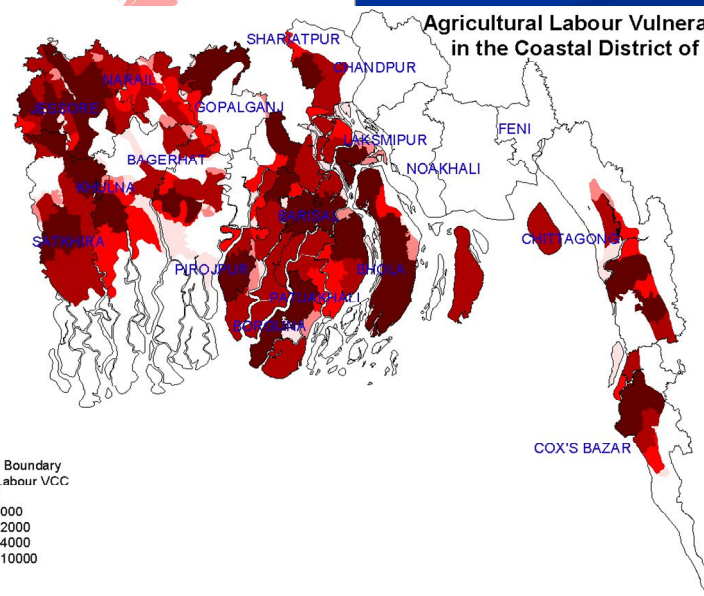 Agricultural Labour
in the Coastal District of
SHARIATPUR
CHANDPUR
NARAIL
JESSORE
GOPALGANJ
LAKSMIPUR
FENI
BAGERHAT
NOAKHALI
KHULNA
BARISAL
SATKHIRA
CHITTAGONG
PIROJPUR
BHOLA
PATUAKHALI
BORGUNA
COX'S BAZAR
Boundary
Labour VCC
000
2000
4000
10000